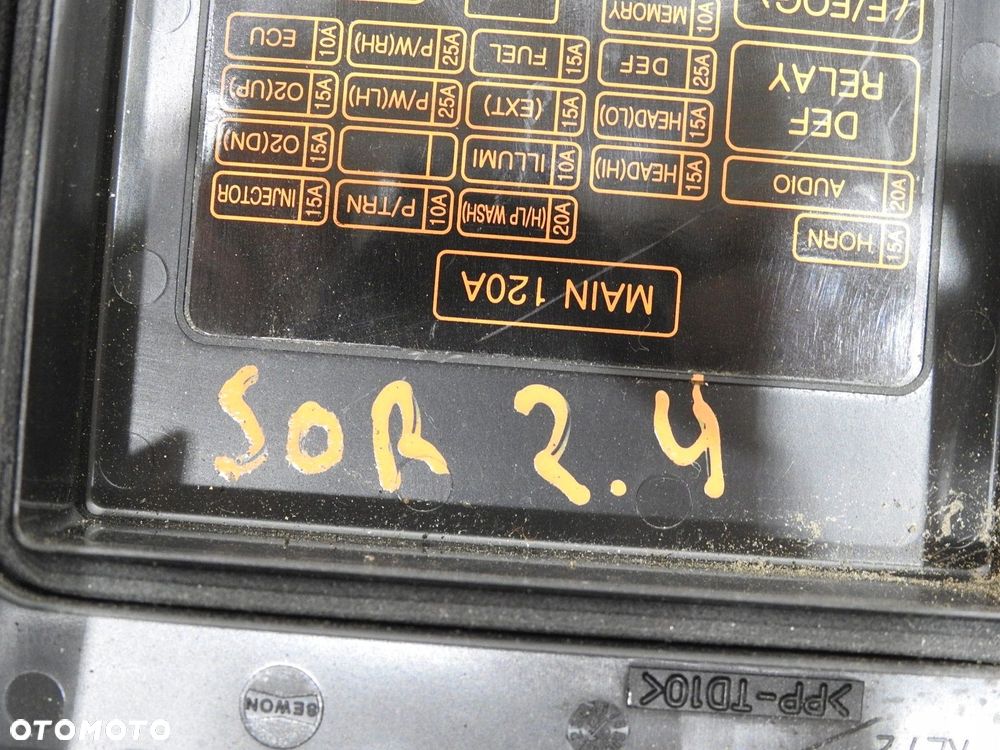 MAIN 120A
HORN 15A
AUDIO 20A
DEF RELAY
(E/EOC)
(H/LP WASH) 20A
P/TRN 10A
INJECTOR 15A
HEAD(HI) 15A
ILLUMI 10A
O2(DN) 15A
HEAD(LO) 15A
(EXT) 15A
P/W(LH) 25A
O2(UP) 15A
DEF 25A
FUEL 15A
P/W(RH) 25A
ECU 10A
MEMORY 10A
SOR 2.4
SEWON
>PP-TD10<
OTOMOTO